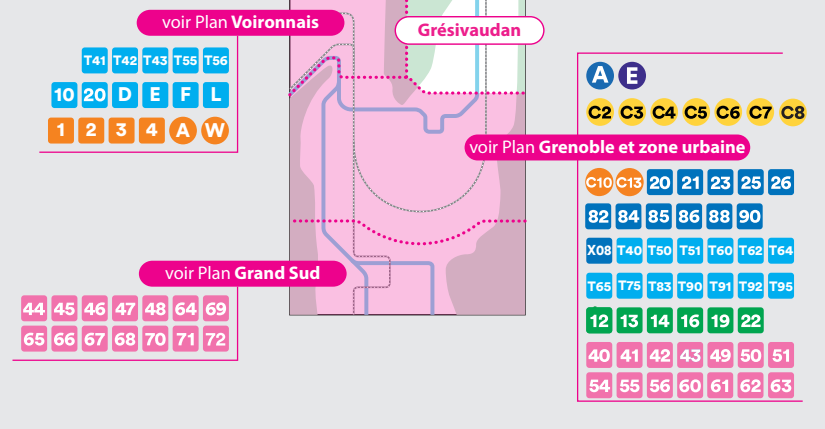 voir Plan Voironnais
T41 T42 T43 T55 T56
10 20 D E F L
1 2 3 4 A W
Grésivaudan
A E
C2 C3 C4 C5 C6 C7 C8
voir Plan Grenoble et zone urbaine
C10 C13 20 21 23 25 26
82 84 85 86 88 90
X08 T40 T50 T51 T60 T62 T64
T65 T75 T83 T90 T91 T92 T95
12 13 14 16 19 22
40 41 42 43 49 50 51
54 55 56 60 61 62 63
voir Plan Grand Sud
44 45 46 47 48 64 69
65 66 67 68 70 71 72